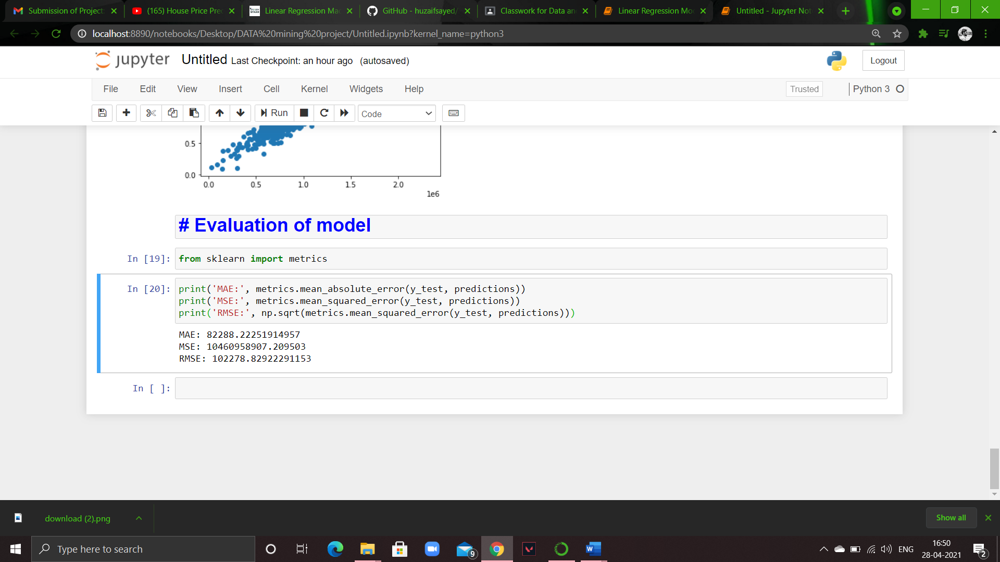 Submission of Project
(165) House Price Pre
Linear Regression Mac
GitHub - huzaifsayed/
Classwork for Data an
Linear Regression Mo
Untitled - Jupyter Not
localhost:8890/notebooks/Desktop/DATA%20mining%20project/Untitled.ipynb?kernel_name=python3
jupyter Untitled Last Checkpoint: an hour ago (autosaved)
Logout
File Edit View Insert Cell Kernel Widgets Help
Trusted
Python 3
Run
Code
0.5
0.0
0.0 0.5 1.0 1.5 2.0
1e6
# Evaluation of model
In [19]: from sklearn import metrics
In [20]: print('MAE:', metrics.mean_absolute_error(y_test, predictions))
print('MSE:', metrics.mean_squared_error(y_test, predictions))
print('RMSE:', np.sqrt(metrics.mean_squared_error(y_test, predictions)))
MAE: 82288.22251914957
MSE: 10460958907.209503
RMSE: 102278.82922291153
In [ ]:
download (2).png
Show all
Type here to search
9
ENG
16:50
28-04-2021
2